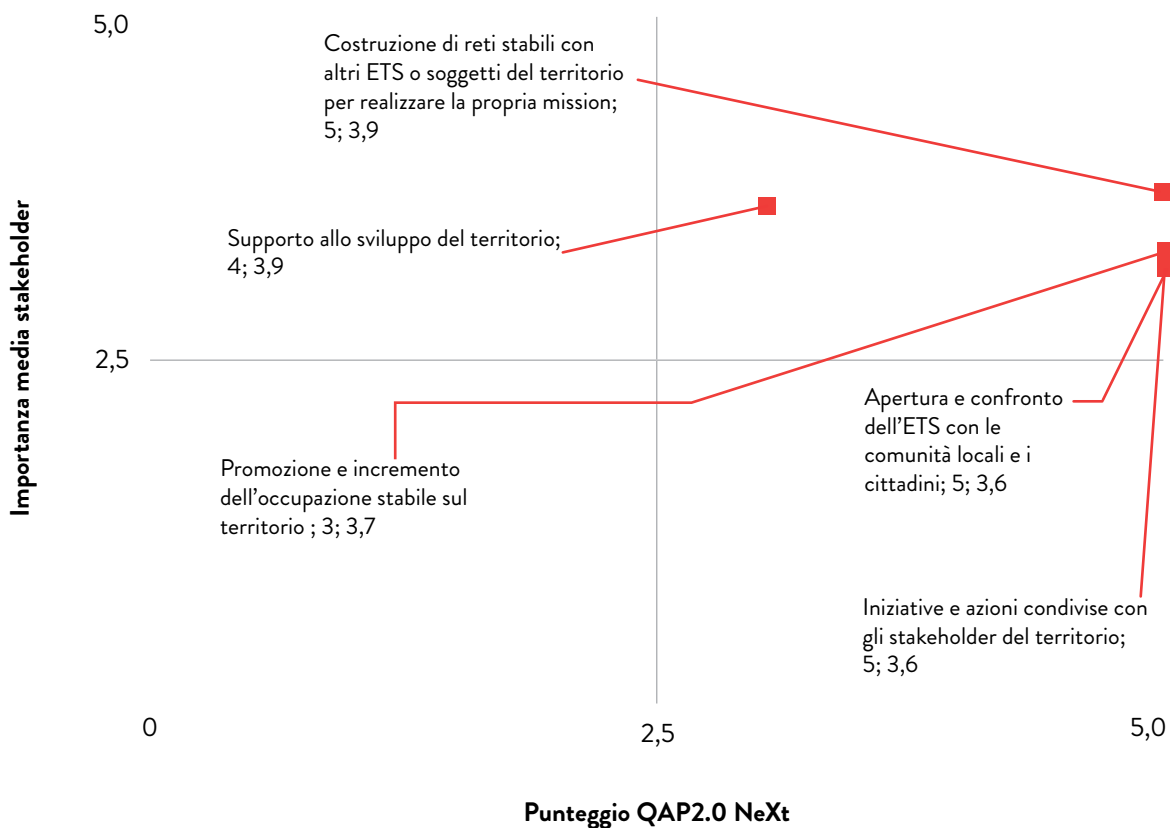 5,0
Costruzione di reti stabili con
altri ETS o soggetti del territorio
per realizzare la propria mission;
5; 3,9
Importanza media stakeholder
Supporto allo sviluppo del territorio;
4; 3,9
2,5
Apertura e confronto
dell'ETS con le
comunità locali e i
cittadini; 5; 3,6
Promozione e incremento
dell'occupazione stabile sul
territorio ; 3; 3,7
Iniziative e azioni condivise con
gli stakeholder del territorio;
5; 3,6
0
2,5
5,0
Punteggio QAP2.0 NeXt